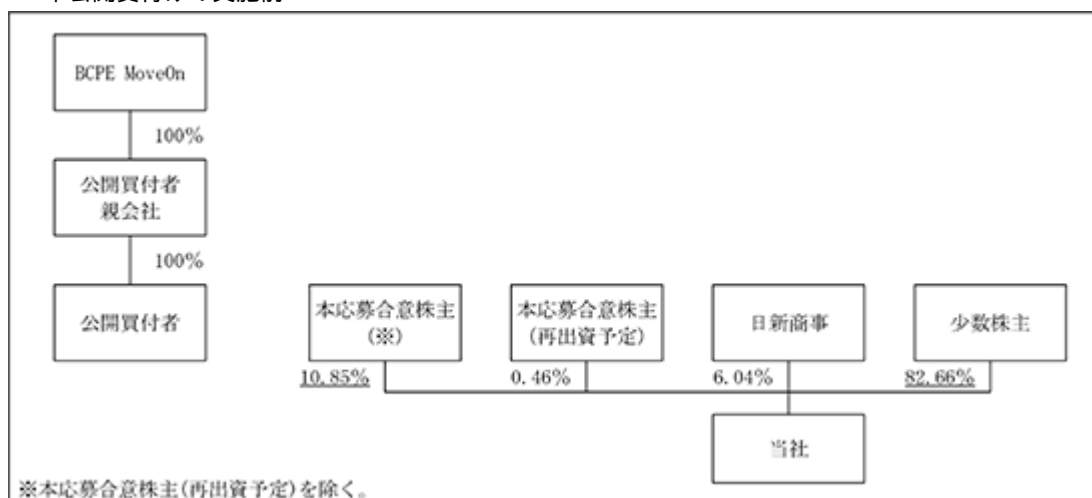 BCPE MoveOn
100%
公開買付者
親会社
100%
公開買付者
本応募合意株主
(※)
本応募合意株主
(再出資予定)
日新商事
少数株主
10.85%
0.46%
6.04%
82.66%
当社
※本応募合意株主(再出資予定)を除く。